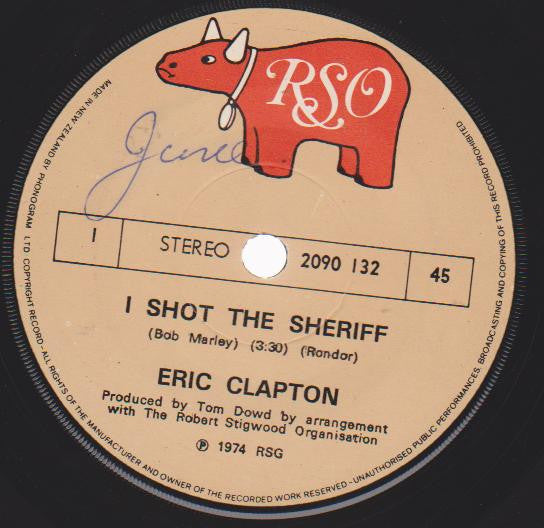 RSO
June
1
STEREO
2090 132
45
I SHOT THE SHERIFF
(Bob Marley) (3:30) (Rondor)
ERIC CLAPTON
Produced by Tom Dowd by arrangement
with The Robert Stigwood Organisation
℗ 1974 RSG
MADE IN NEW ZEALAND BY PHONOGRAM LTD. COPYRIGHT RECORD - ALL RIGHTS OF THE MANUFACTURER AND OWNER OF THE RECORDED WORK RESERVED - UNAUTHORISED PUBLIC PERFORMANCES, BROADCASTING AND COPYING OF THIS RECORD PROHIBITED